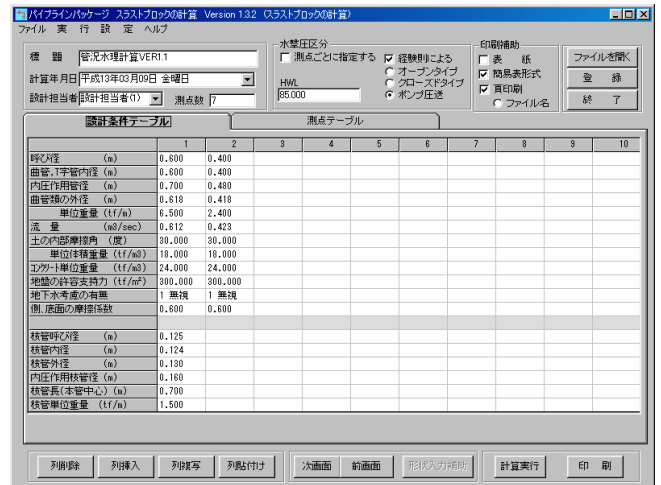 パイプラインパッケージ スラストブロックの計算 Version 1.3.2 (スラストブロックの計算)
ファイル 実 行 設 定 ヘルプ
標 題 管況水理計算VER1.1
計算年月日 平成13年03月09日 金曜日
設計担当者 設計担当者(1) 測点数 7
水撃圧区分
測点ごとに指定する 経験則による
オープンタイプ
HWL クローズドタイプ
85.000 ポンプ圧送
印刷補助
表 紙
簡易表形式
頁印刷
ファイル名
ファイルを開く
登 録
終 了
設計条件テーブル 測点テーブル
1 2 3 4 5 6 7 8 9 10
呼び径 (m) 0.600 0.400
曲管,T字管内径 (m) 0.600 0.400
内圧作用管径 (m) 0.700 0.480
曲管類の外径 (m) 0.618 0.418
単位重量 (tf/m) 6.500 2.400
流 量 (m3/sec) 0.612 0.423
土の内部摩擦角 (度) 30.000 30.000
単位体積重量 (tf/m3) 18.000 18.000
コンクリート単位重量 (tf/m3) 24.000 24.000
地盤の許容支持力 (tf/m²) 300.000 300.000
地下水考慮の有無 1 無視 1 無視
側、底面の摩擦係数 0.600 0.600
枝管呼び径 (m) 0.125
枝管内径 (m) 0.124
枝管外径 (m) 0.130
内圧作用枝管径 (m) 0.160
枝管長(本管中心) (m) 0.700
枝管単位重量 (tf/m) 1.500
列削除 列挿入 列複写 列貼付け 次画面 前画面 形状入力補助 計算実行 印 刷